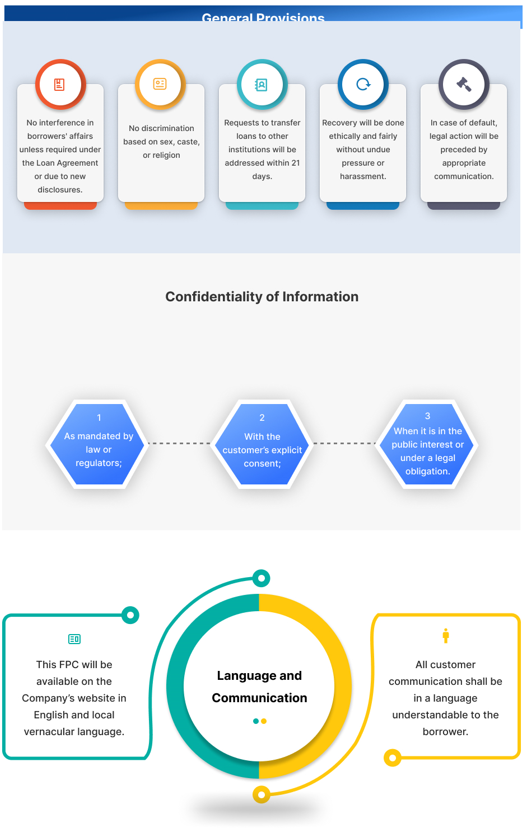 General Provisions
No interference in
borrowers' affairs
unless required under
the Loan Agreement
or due to new
disclosures.
No discrimination
based on sex, caste,
or religion
Requests to transfer
loans to other
institutions will be
addressed within 21
days.
Recovery will be done
ethically and fairly
without undue
pressure or
harassment.
In case of default,
legal action will be
preceded by
appropriate
communication.
Confidentiality of Information
1
As mandated by
law or
regulators;
2
With the
customer's explicit
consent;
3
When it is in the
public interest or
under a legal
obligation.
This FPC will be
available on the
Company's website in
English and local
vernacular language.
Language and
Communication
All customer
communication shall be
in a language
understandable to the
borrower.